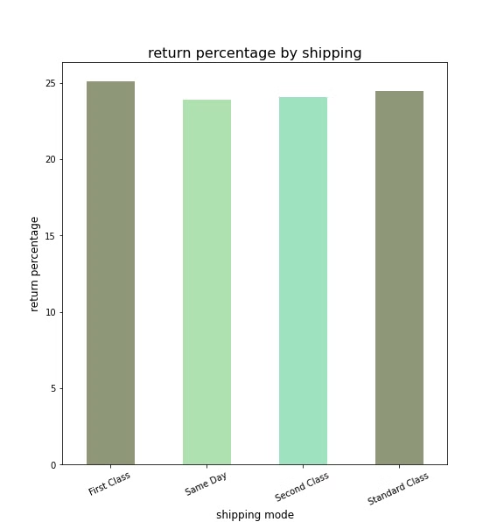 return percentage by shipping
return percentage
25
20
15
10
5
0
First Class
Same Day
Second Class
Standard Class
shipping mode